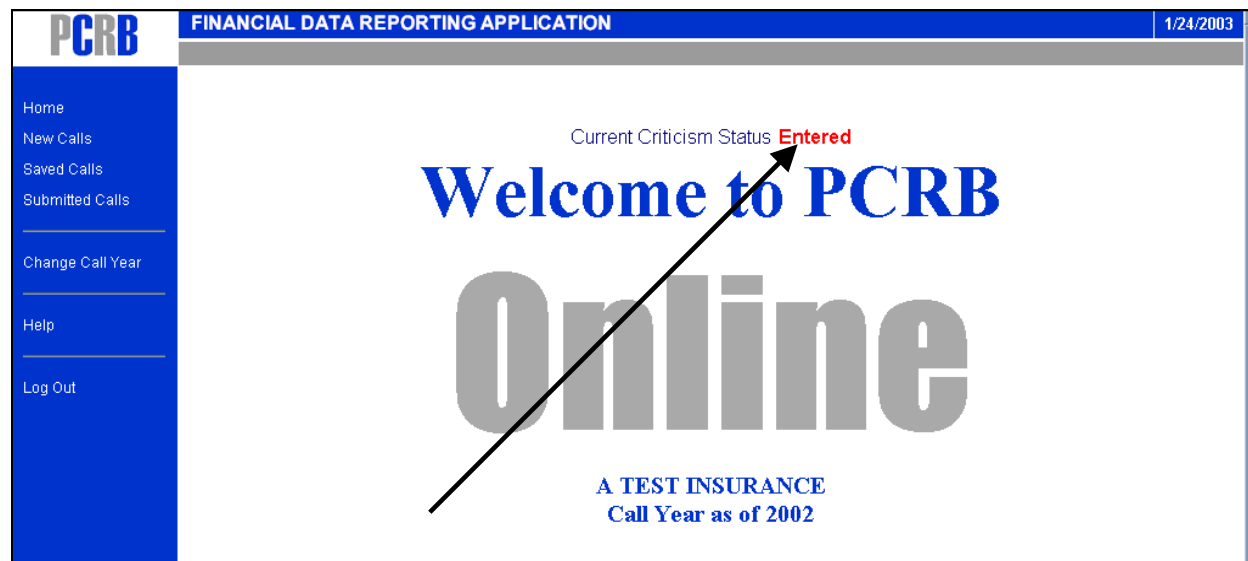 PCRB
FINANCIAL DATA REPORTING APPLICATION
1/24/2003
Home
New Calls
Saved Calls
Submitted Calls
Change Call Year
Help
Log Out
Current Criticism Status Entered
Welcome to PCRB
Online
A TEST INSURANCE
Call Year as of 2002